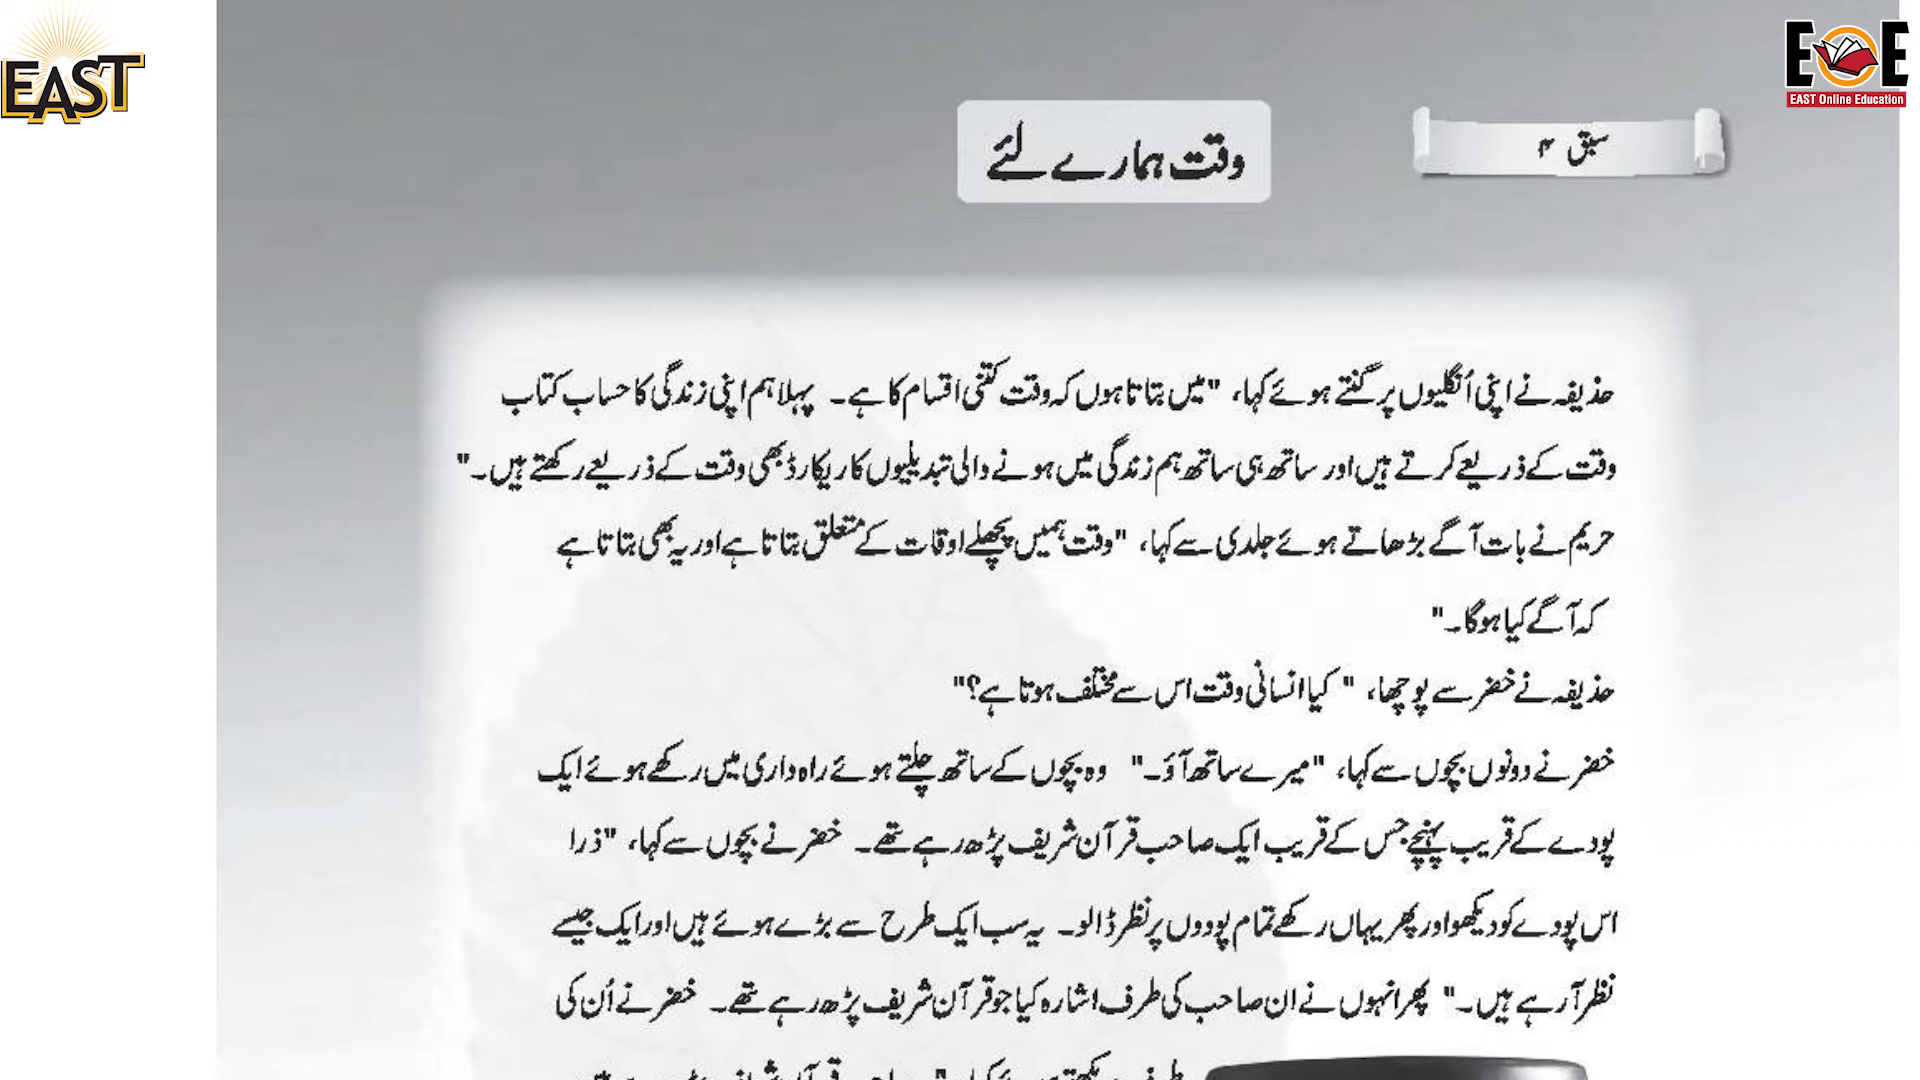 EAST
EOE
EAST Online Education
سبق ۴
وقت ہمارے لئے
حذیفہ نے اپنی اُنگلیوں پر گنتے ہوئے کہا، "میں بتاتا ہوں کہ وقت کتنی اقسام کا ہے۔ پہلا ہم اپنی زندگی کا حساب کتاب
وقت کے ذریعے کرتے ہیں اور ساتھ ہی ساتھ ہم زندگی میں ہونے والی تبدیلیوں کا ریکارڈ بھی وقت کے ذریعے رکھتے ہیں۔"
حریم نے بات آگے بڑھاتے ہوئے جلدی سے کہا، "وقت ہمیں پچھلے اوقات کے متعلق بتاتا ہے اور یہ بھی بتاتا ہے
کہ آگے کیا ہوگا۔"
حذیفہ نے خضر سے پوچھا، "کیا انسانی وقت اس سے مختلف ہوتا ہے؟"
خضر نے دونوں بچوں سے کہا، "میرے ساتھ آؤ۔" وہ بچوں کے ساتھ چلتے ہوئے راہ داری میں رکھے ہوئے ایک
پودے کے قریب پہنچے جس کے قریب ایک صاحب قرآن شریف پڑھ رہے تھے۔ خضر نے بچوں سے کہا، "ذرا
اس پودے کو دیکھو اور پھر یہاں رکھے تمام پودوں پر نظر ڈالو۔ یہ سب ایک طرح سے بڑے ہوئے ہیں اور ایک جیسے
نظر آرہے ہیں۔" پھر انہوں نے ان صاحب کی طرف اشارہ کیا جو قرآن شریف پڑھ رہے تھے۔ خضر نے اُن کی